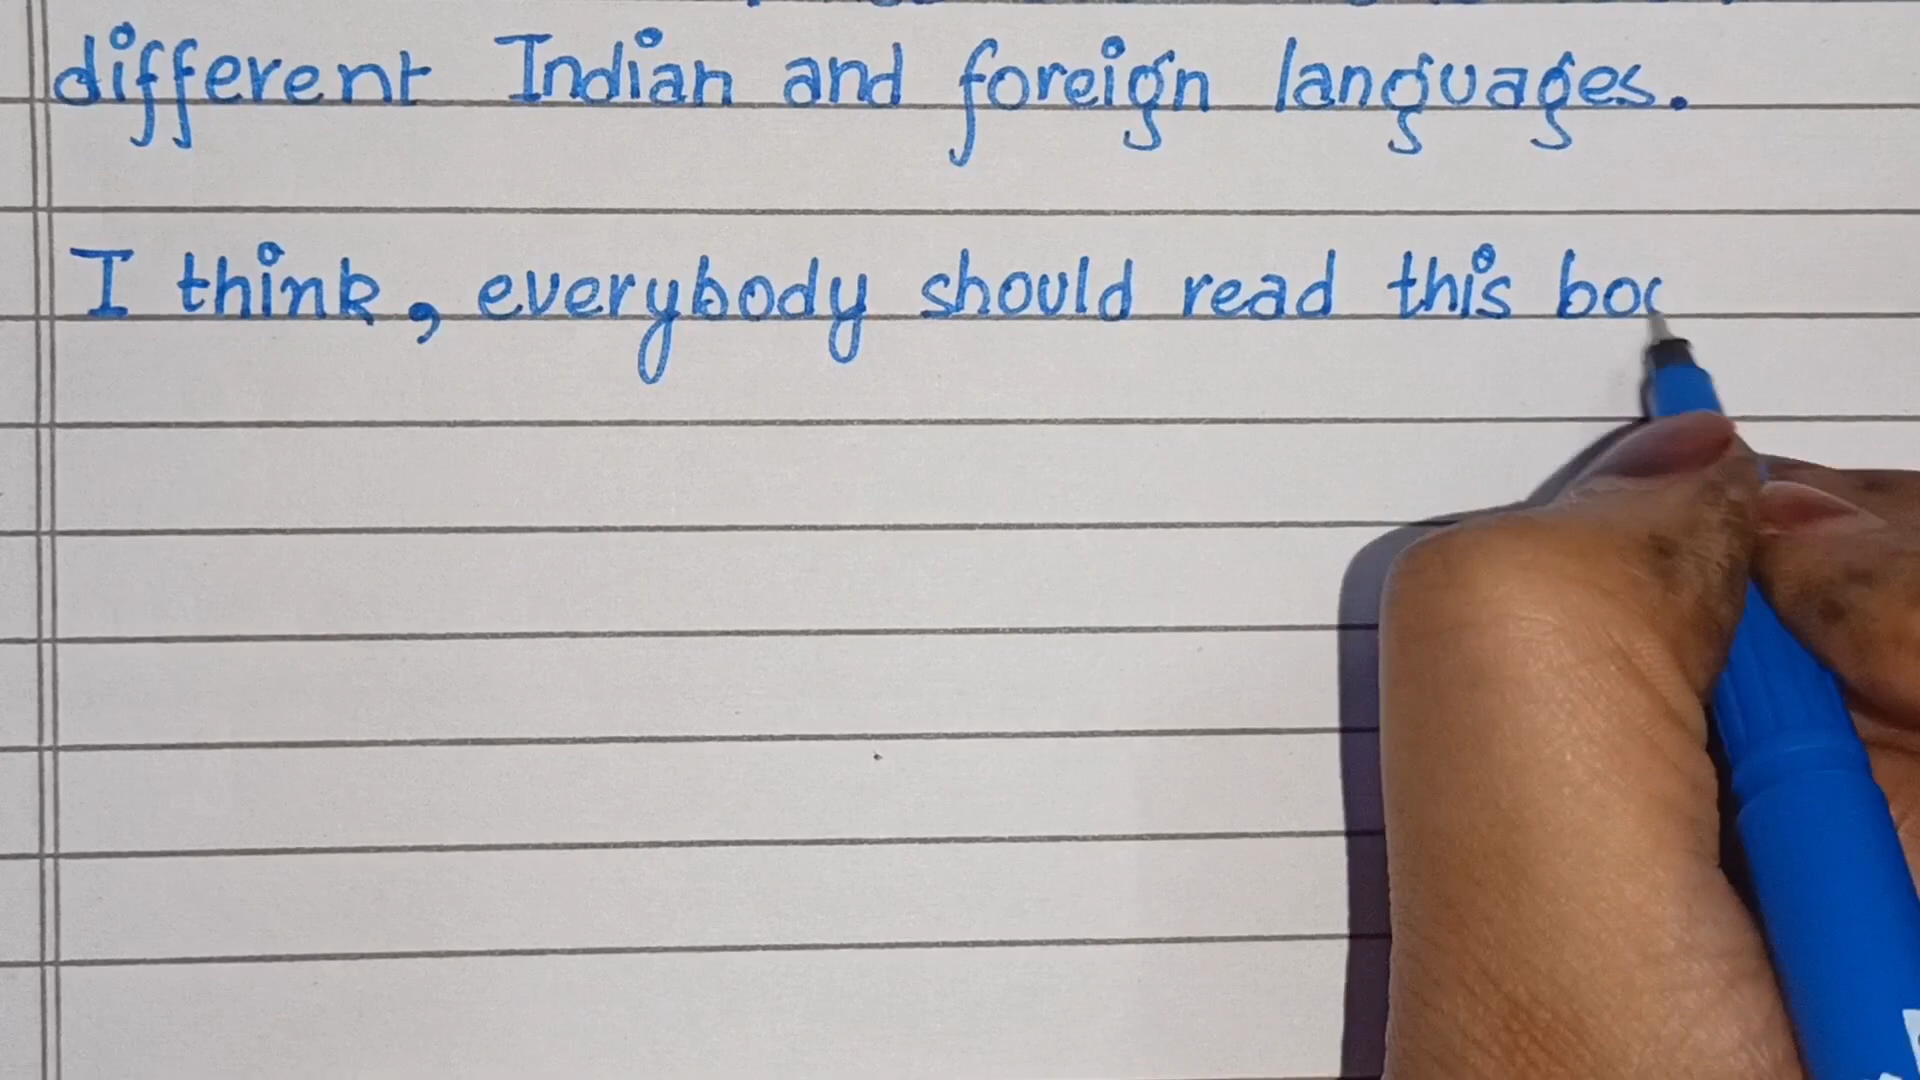 different Indian and foreign languages.
I think, everybody should read this